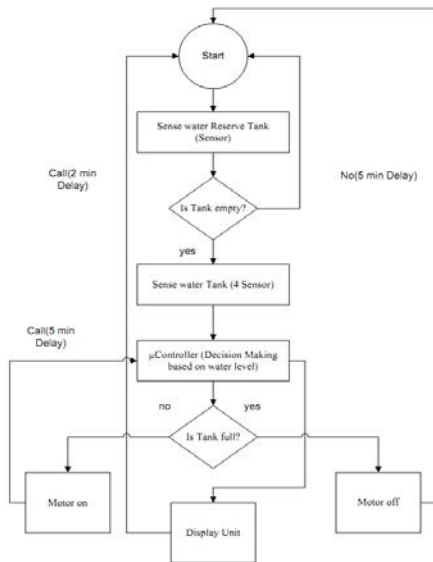 Start
Sense water Reserve Tank
(Sensor)
Call(2 min
Delay)
No(5 min Delay)
Is Tank empty?
yes
Sense water Tank (4 Sensor)
Call(5 min
Delay)
µController (Decision Making
based on water level)
no
yes
Is Tank full?
Motor on
Motor off
Display Unit